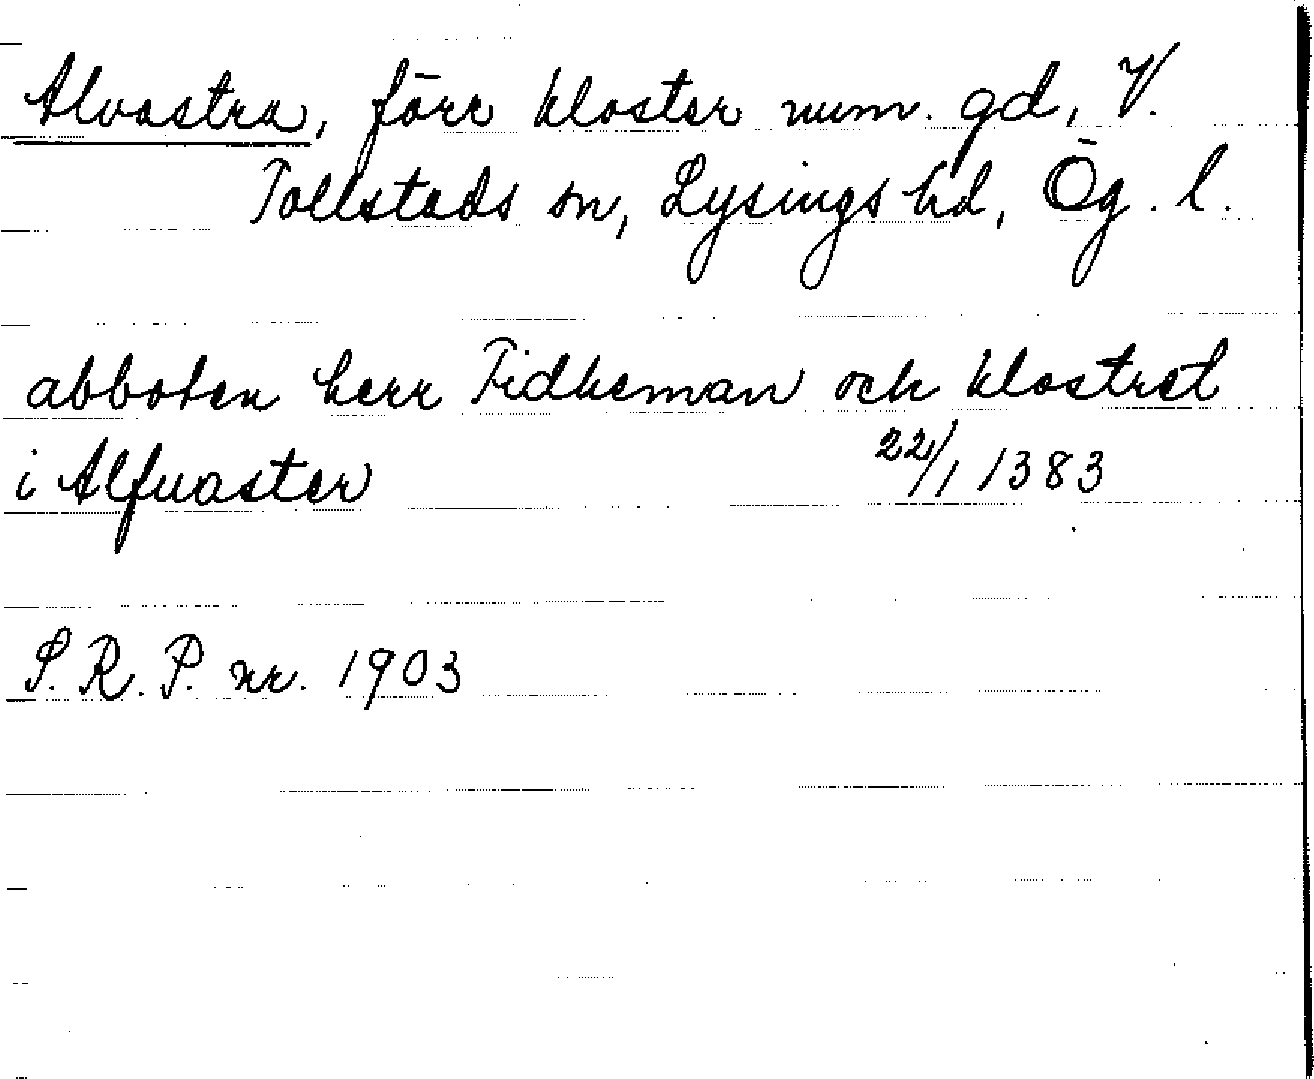 Alvastra, förr kloster num. gd, V.
Tollstads sn, Lysings hd, Ög. l.
abboten herr Tidheman och klostret
i Alfuaster 22/1 1383
S. R. P. nr. 1903